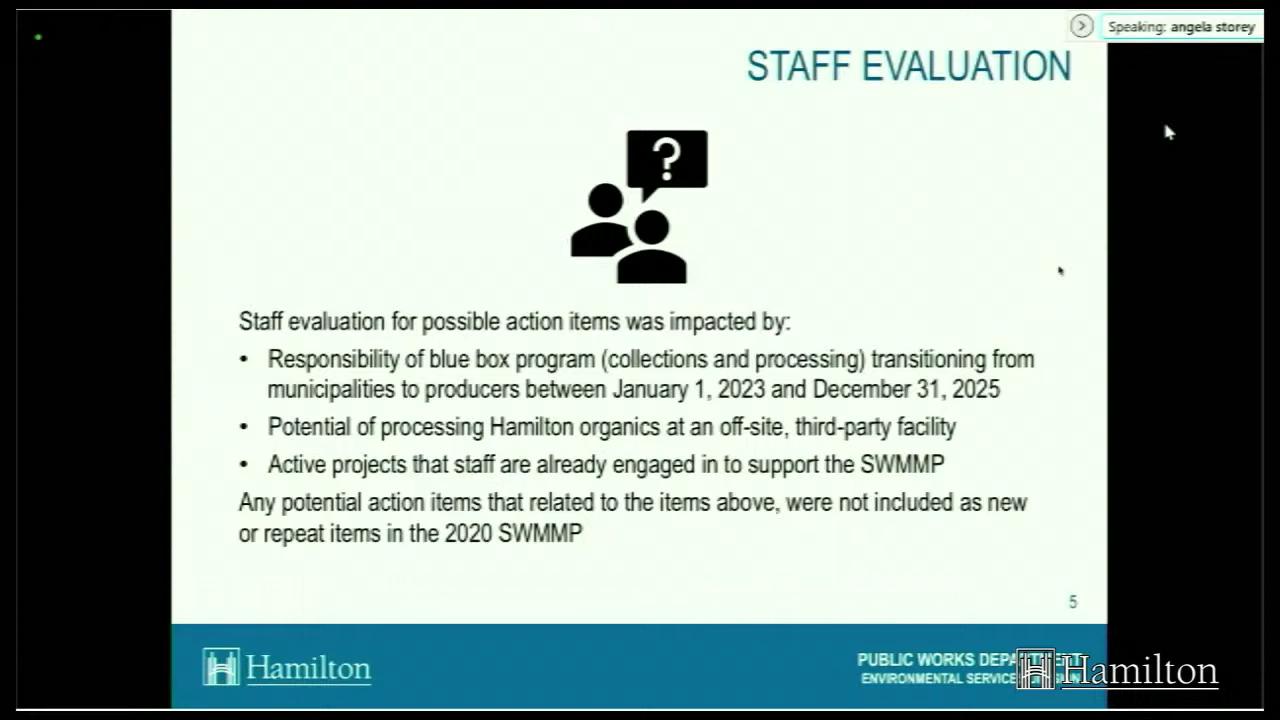 Speaking: angela storey
STAFF EVALUATION
?
Staff evaluation for possible action items was impacted by:
• Responsibility of blue box program (collections and processing) transitioning from
municipalities to producers between January 1, 2023 and December 31, 2025
• Potential of processing Hamilton organics at an off-site, third-party facility
• Active projects that staff are already engaged in to support the SWMMP
Any potential action items that related to the items above, were not included as new
or repeat items in the 2020 SWMMP
5
Hamilton
PUBLIC WORKS
ENVIRONMENTAL
Hamilton